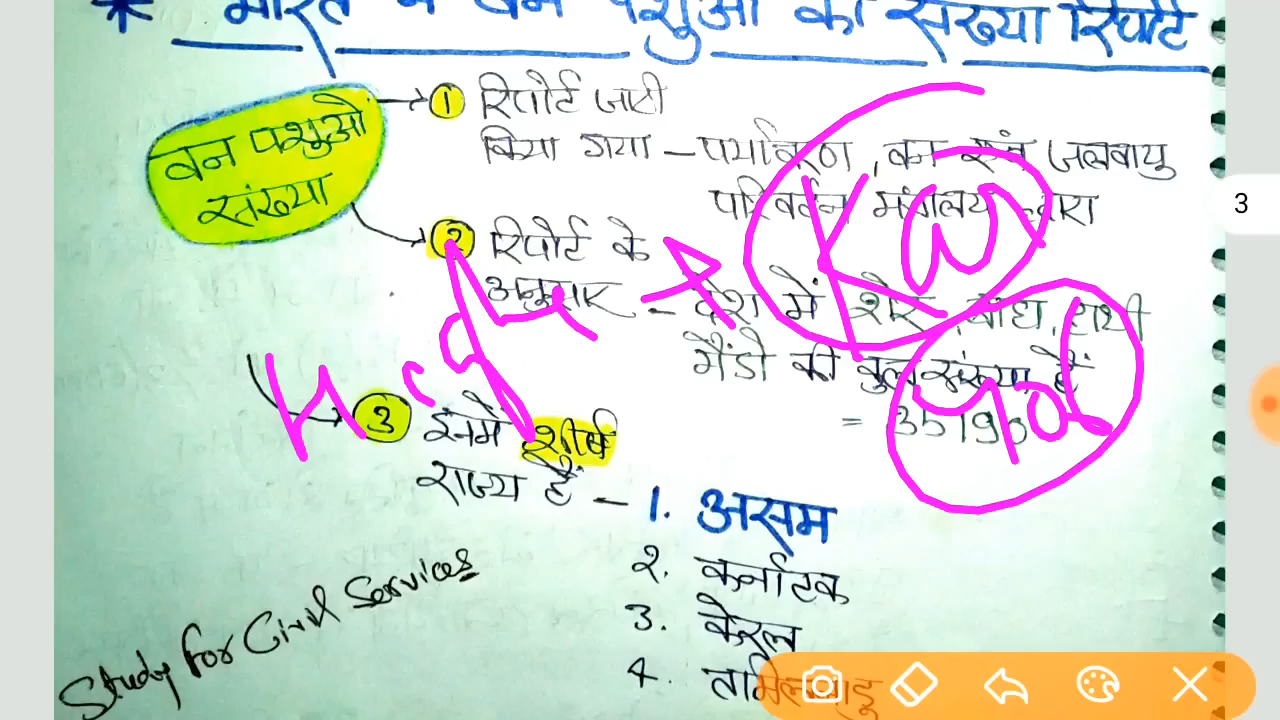 * भारत में वन पशुओं की संख्या रिपोर्ट
वन पशुओ
संख्या
1 रिपोर्ट जारी
किया गया – पर्यावरण, वन एवं जलवायु
परिवर्तन मंत्रालय द्वारा
2 रिपोर्ट के
अनुसार – देश में शेर, बाघ, हाथी
गैंडो की कुल संख्या हैं
= 35190
3 इनमें शीर्ष
राज्य हैं – 1. असम
2. कर्नाटक
3. केरल
4. तामिलनाडु
Study for Civil Services
3